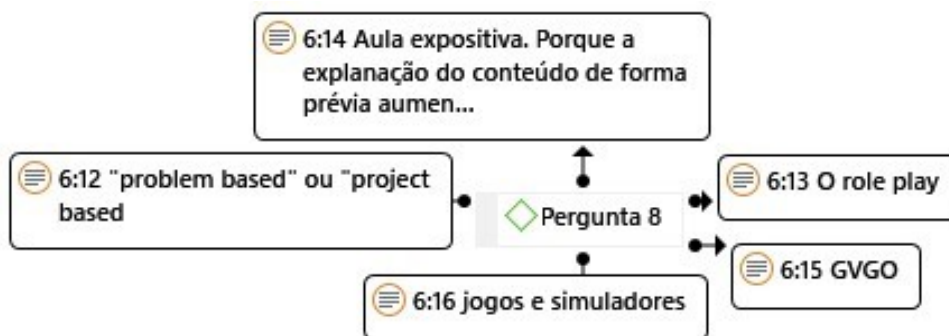 6:14 Aula expositiva. Porque a
explanação do conteúdo de forma
prévia aumen...
6:12 "problem based" ou "project
based
6:13 O role play
Pergunta 8
6:15 GVGO
6:16 jogos e simuladores